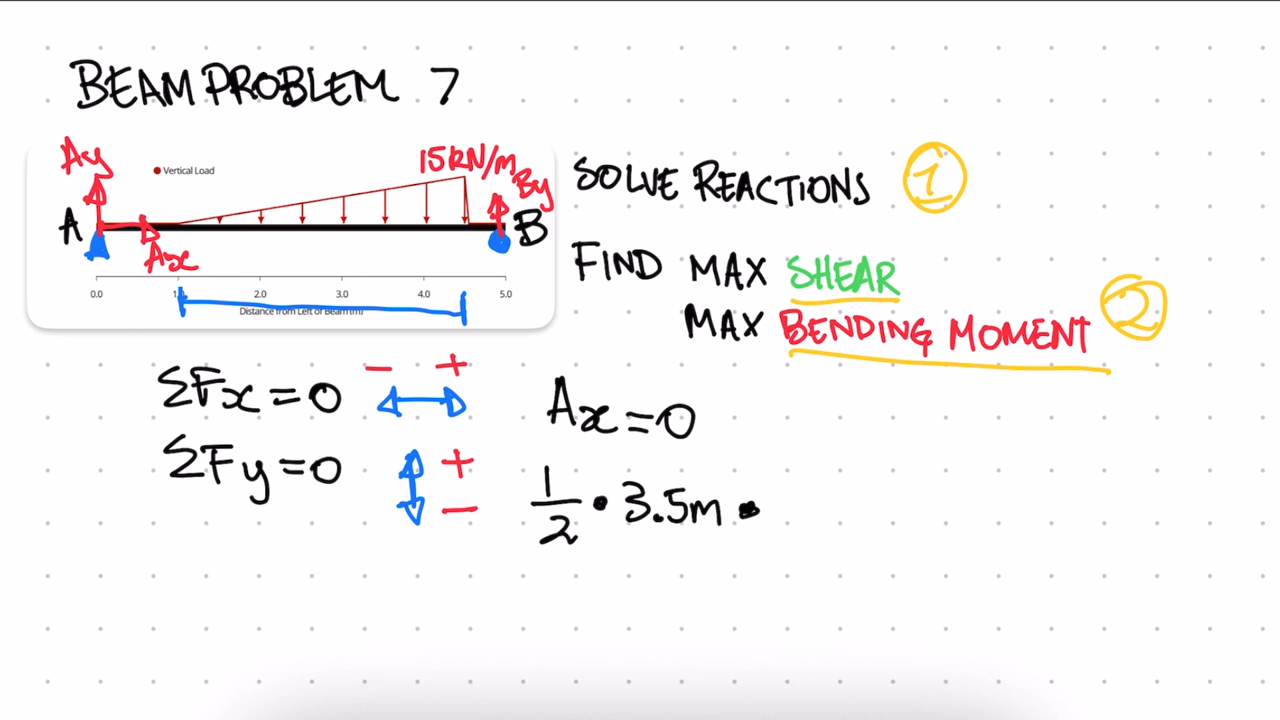 BEAM PROBLEM 7
Ay
Vertical Load
15kN/m
By
A
B
Ax
0.0 1.0 2.0 3.0 4.0 5.0
Distance from Left of Beam (m)
SOLVE REACTIONS 1
FIND MAX SHEAR
MAX BENDING MOMENT 2
ΣFx=0 - +
Ax=0
ΣFy=0 + -
1/2 · 3.5m ·